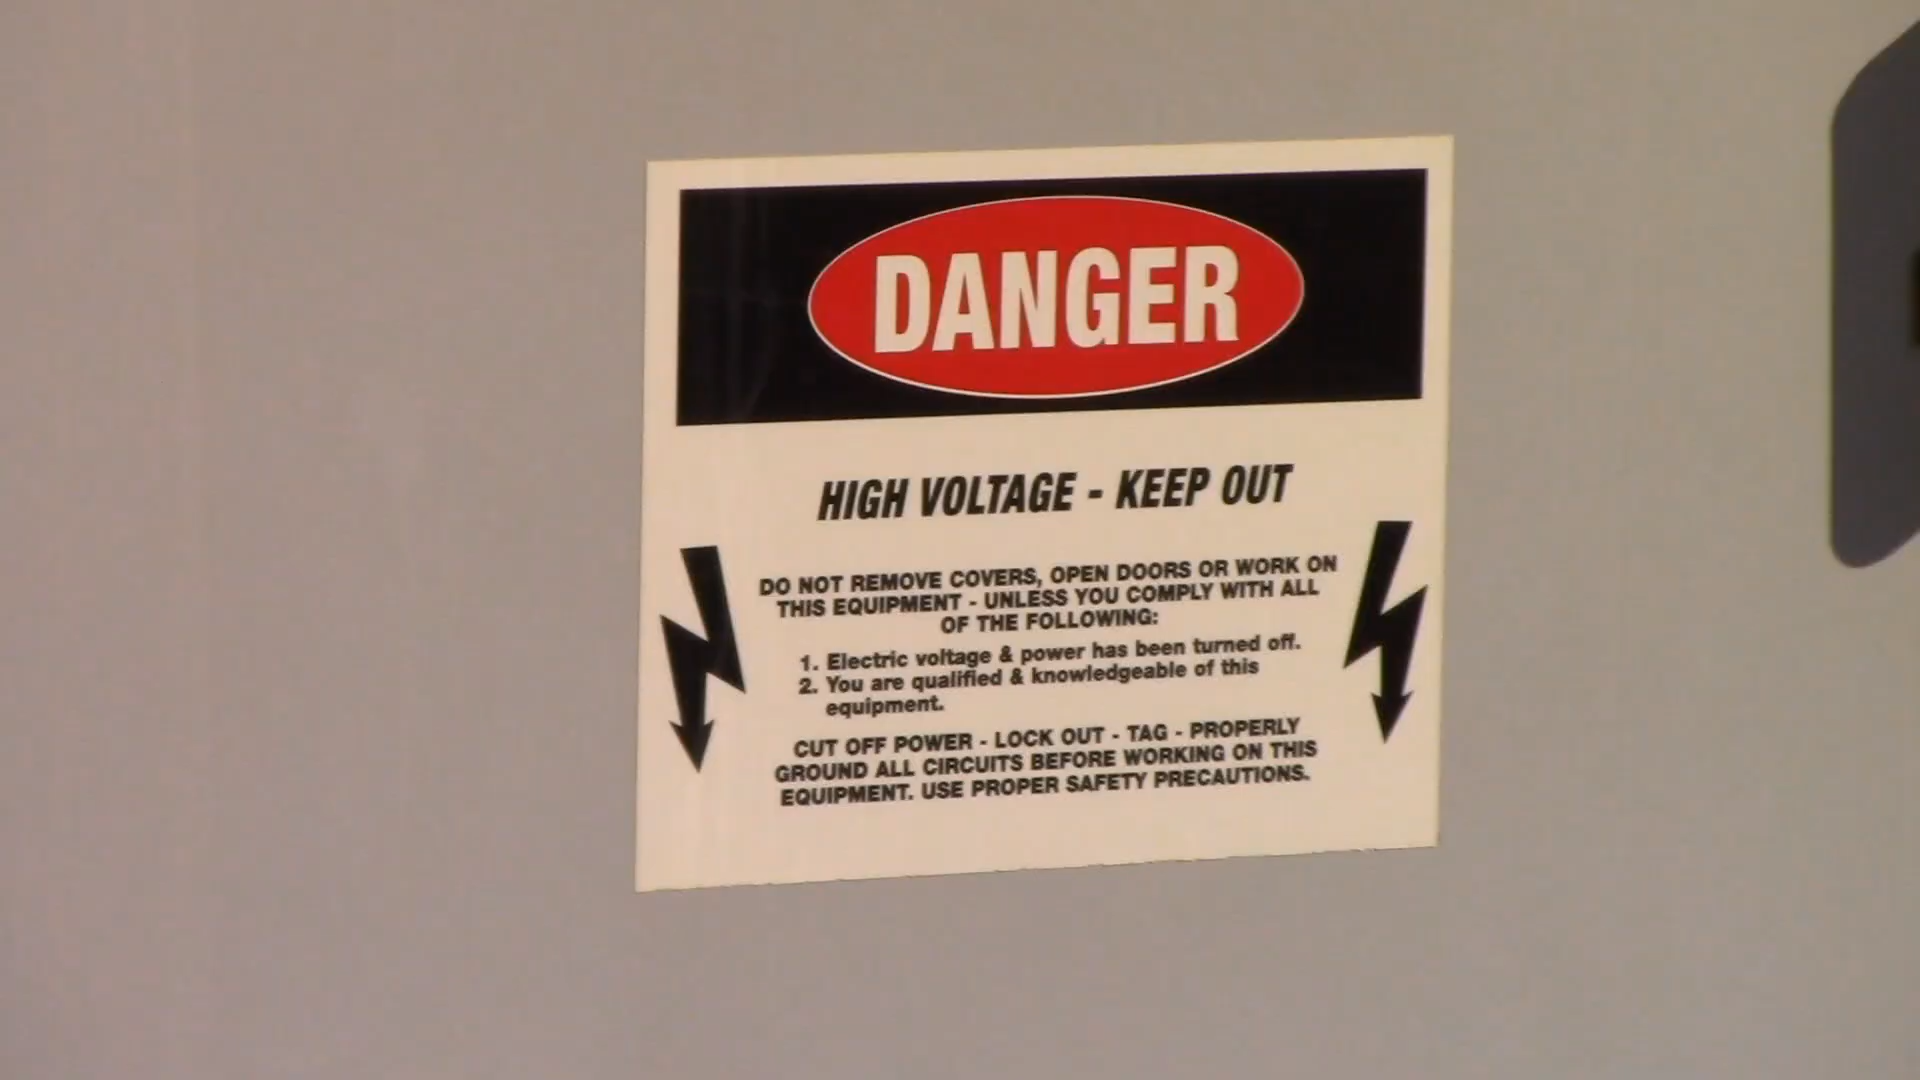 DANGER
HIGH VOLTAGE - KEEP OUT
DO NOT REMOVE COVERS, OPEN DOORS OR WORK ON
THIS EQUIPMENT - UNLESS YOU COMPLY WITH ALL
OF THE FOLLOWING:
1. Electric voltage & power has been turned off.
2. You are qualified & knowledgeable of this
equipment.
CUT OFF POWER - LOCK OUT - TAG - PROPERLY
GROUND ALL CIRCUITS BEFORE WORKING ON THIS
EQUIPMENT. USE PROPER SAFETY PRECAUTIONS.